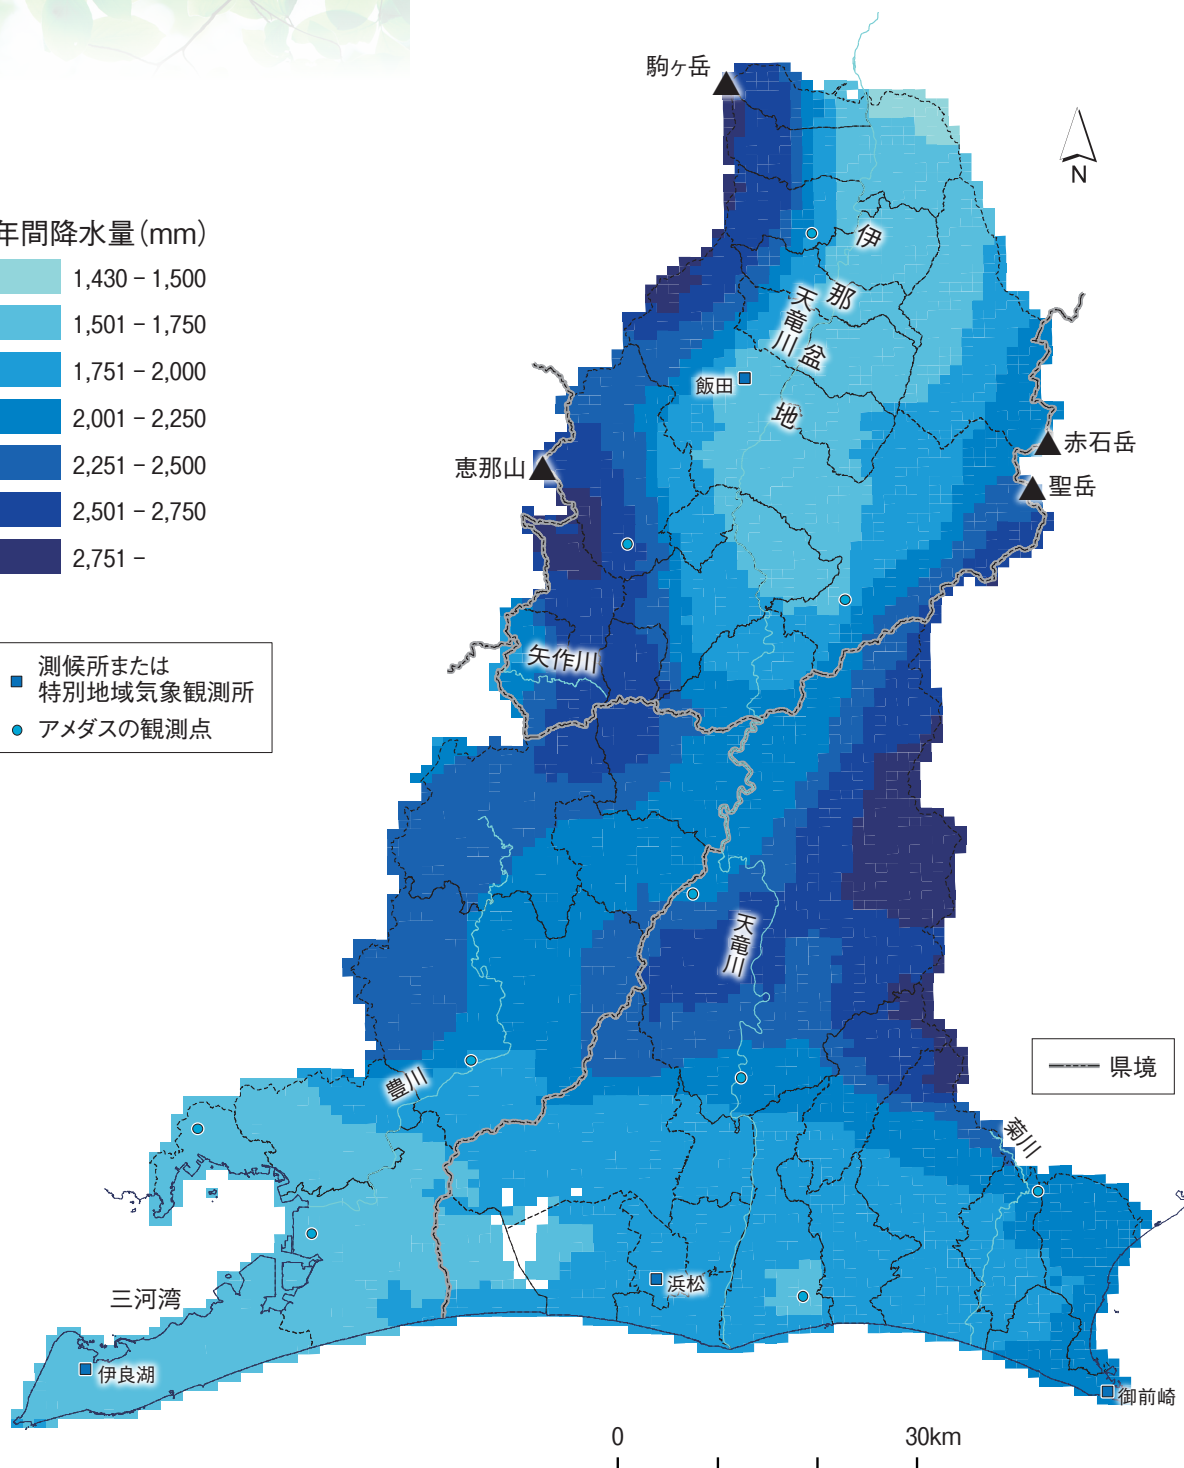 駒ヶ岳
N
年間降水量(mm)
1,430 − 1,500
1,501 − 1,750
1,751 − 2,000
2,001 − 2,250
2,251 − 2,500
2,501 − 2,750
2,751 −
伊那盆地
天竜川
飯田
赤石岳
恵那山
聖岳
測候所または
特別地域気象観測所
アメダスの観測点
矢作川
天竜川
県境
豊川
菊川
三河湾
浜松
伊良湖
御前崎
0 30km